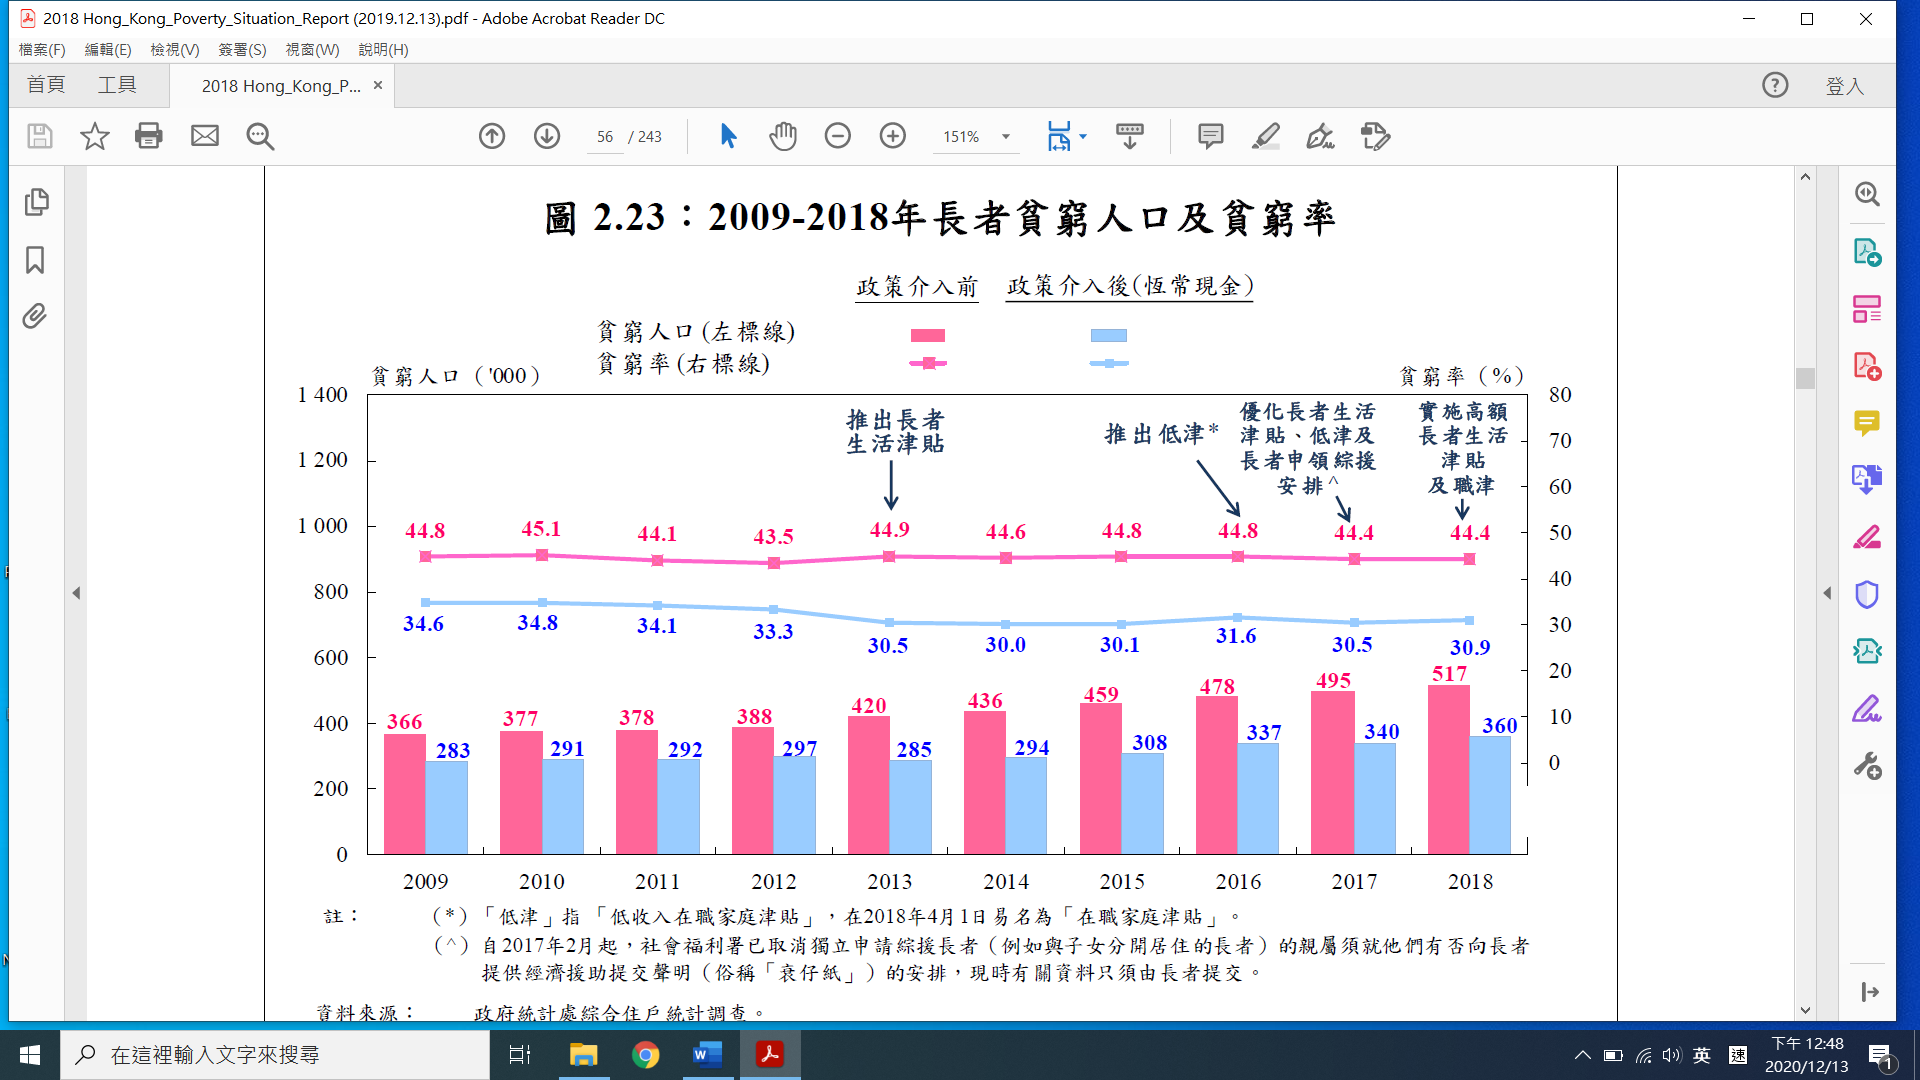 2018 Hong_Kong_Poverty_Situation_Report (2019.12.13).pdf - Adobe Acrobat Reader DC
檔案(F) 編輯(E) 檢視(V) 簽署(S) 視窗(W) 說明(H)
首頁 工具 2018 Hong_Kong_P... × ? 登入
56 / 243 151%
圖 2.23：2009-2018年長者貧窮人口及貧窮率
政策介入前 政策介入後(恆常現金)
貧窮人口(左標線)
貧窮率(右標線)
貧窮人口（'000） 貧窮率（%）
1 400 80
推出長者
生活津貼
推出低津*
優化長者生活
津貼、低津及
長者申領綜援
安排^
實施高額
長者生活
津貼
及職津
70
1 200
60
1 000 50
44.8 45.1 44.1 43.5 44.9 44.6 44.8 44.8 44.4 44.4
800 40
34.6 34.8 34.1 33.3 30.5 30.0 30.1 31.6 30.5 30.9
30
600
20
366 377 378 388 420 436 459 478 495 517
400 10
283 291 292 297 285 294 308 337 340 360
0
200
0
2009 2010 2011 2012 2013 2014 2015 2016 2017 2018
註： (*) 「低津」指「低收入在職家庭津貼」，在2018年4月1日易名為「在職家庭津貼」。
(^) 自2017年2月起，社會福利署已取消獨立申請綜援長者（例如與子女分開居住的長者）的親屬須就他們有否向長者
提供經濟援助提交聲明（俗稱「衰仔紙」）的安排，現時有關資料只須由長者提交。
資料來源： 政府統計處綜合住戶統計調查。
在這裡輸入文字來搜尋
英 速
下午 12:48
2020/12/13
1